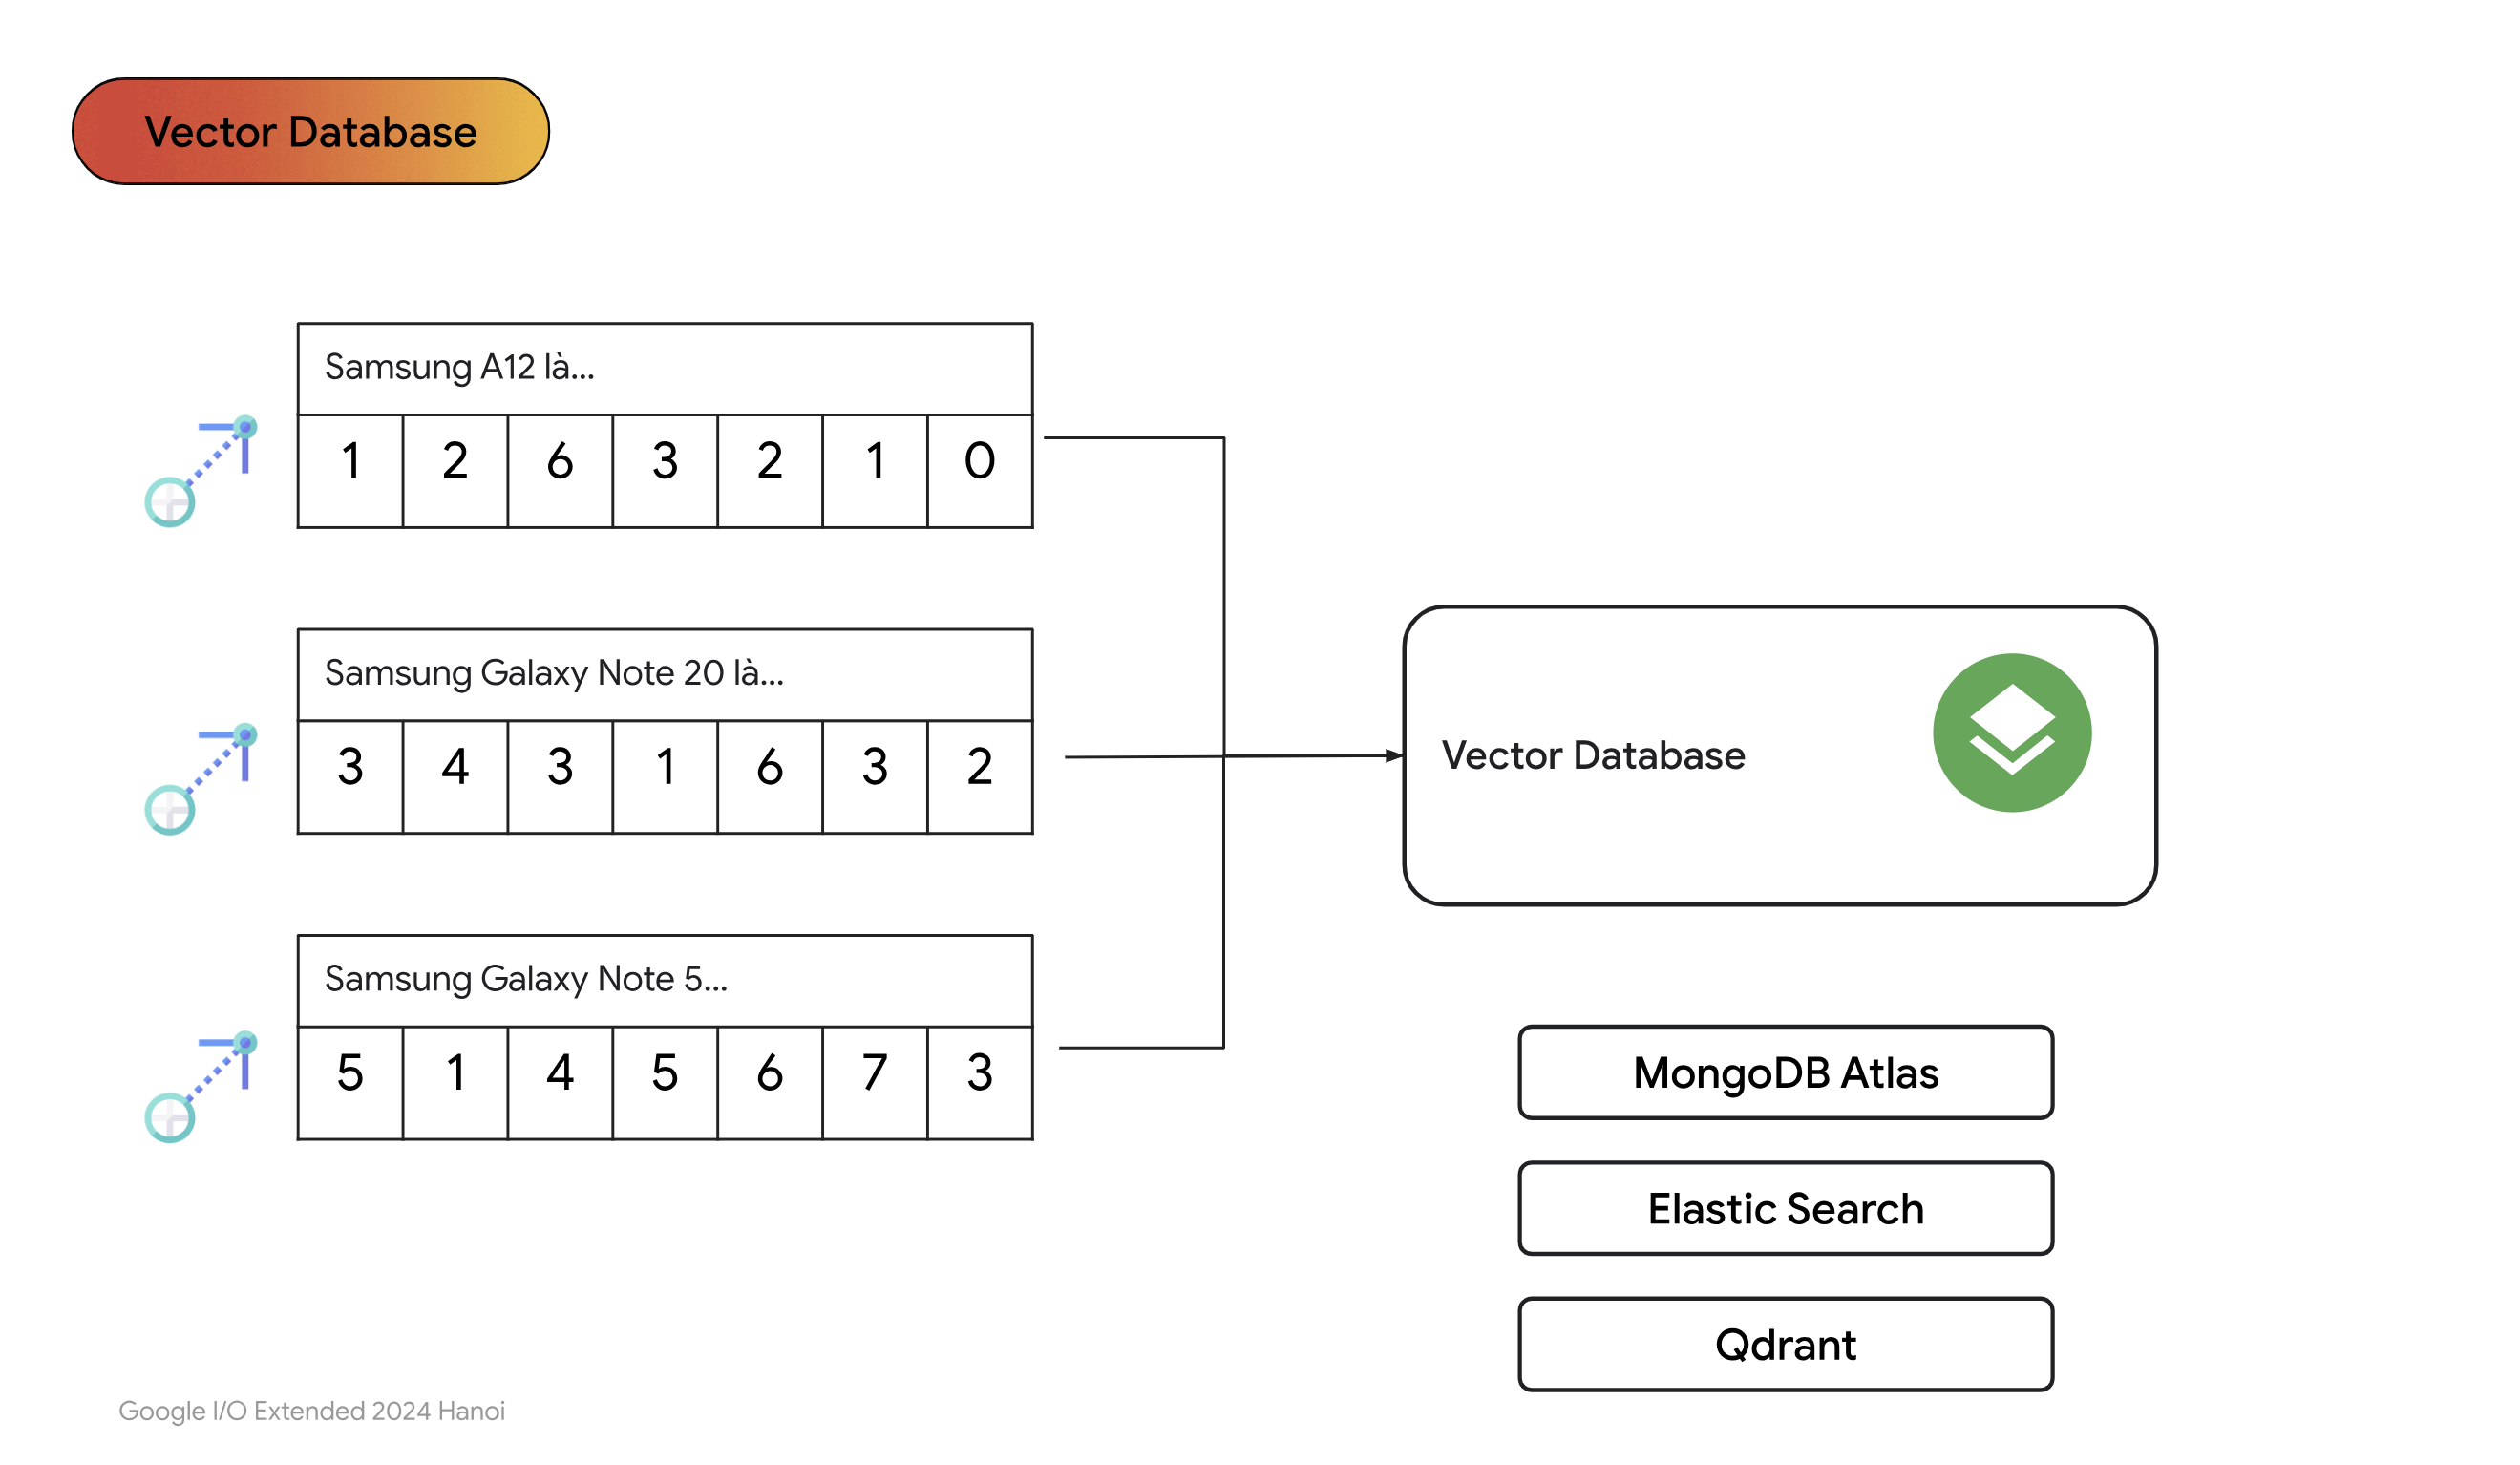 Vector Database
Samsung A12 là...
1 2 6 3 2 1 0
Samsung Galaxy Note 20 là...
3 4 3 1 6 3 2
Samsung Galaxy Note 5...
5 1 4 5 6 7 3
Vector Database
MongoDB Atlas
Elastic Search
Qdrant
Google I/O Extended 2024 Hanoi